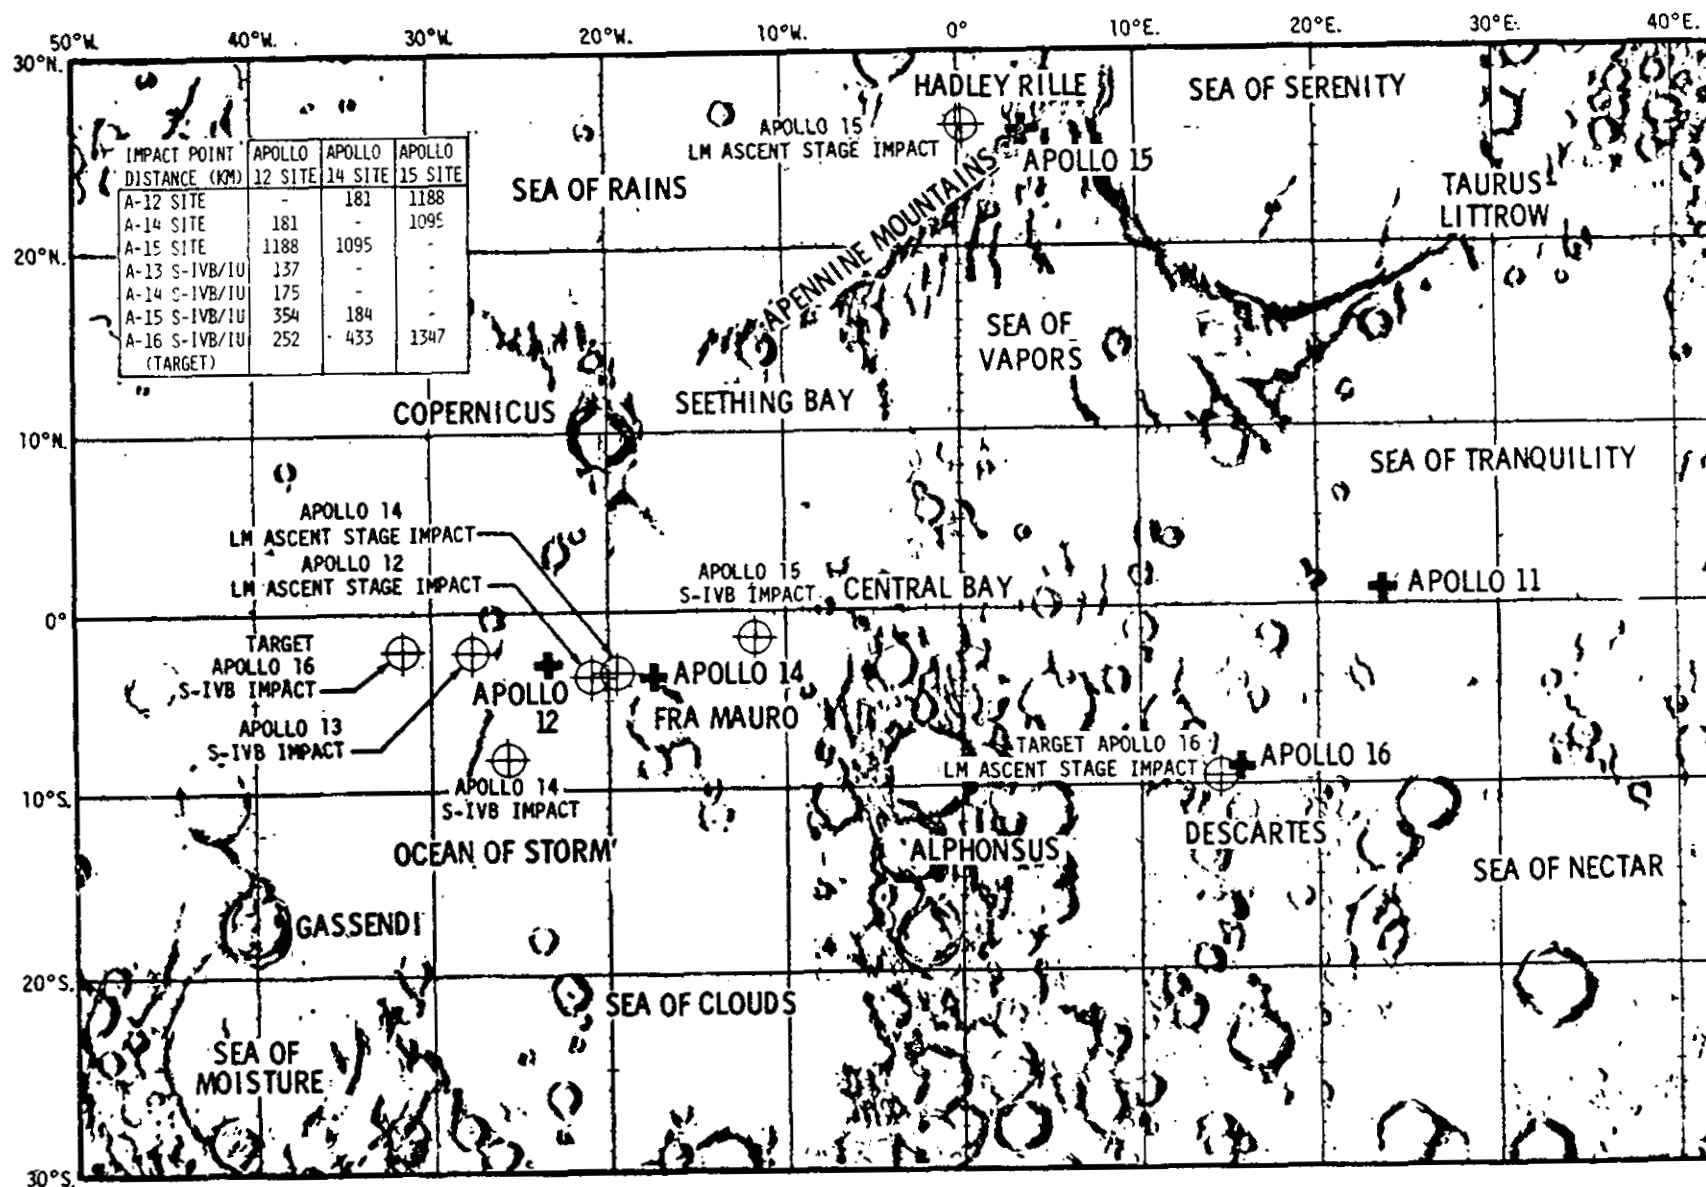 50°W. 40°W. 30°W. 20°W. 10°W. 0° 10°E. 20°E. 30°E. 40°E.
30°N.
HADLEY RILLE
SEA OF SERENITY
APOLLO 15
LM ASCENT STAGE IMPACT
APOLLO 15
IMPACT POINT APOLLO APOLLO APOLLO
DISTANCE (KM) 12 SITE 14 SITE 15 SITE
A-12 SITE - 181 1188
A-14 SITE 181 - 1095
A-15 SITE 1188 1095 -
A-13 S-IVB/IU 137 - -
A-14 S-IVB/IU 175 - -
A-15 S-IVB/IU 354 184 -
A-16 S-IVB/IU 252 433 1347
(TARGET)
SEA OF RAINS
APENNINE MOUNTAINS
TAURUS-
LITTROW
20°N.
SEA OF
VAPORS
COPERNICUS
SEETHING BAY
10°N.
SEA OF TRANQUILITY
APOLLO 14
LM ASCENT STAGE IMPACT
APOLLO 12
LM ASCENT STAGE IMPACT
APOLLO 15
S-IVB IMPACT
CENTRAL BAY
APOLLO 11
0°
TARGET
APOLLO 16
S-IVB IMPACT
APOLLO
12
APOLLO 14
FRA MAURO
APOLLO 13
S-IVB IMPACT
TARGET APOLLO 16
LM ASCENT STAGE IMPACT
APOLLO 16
APOLLO 14
S-IVB IMPACT
10°S.
OCEAN OF STORM
ALPHONSUS
DESCARTES
SEA OF NECTAR
GASSENDI
20°S.
SEA OF CLOUDS
SEA OF
MOISTURE
30°S.